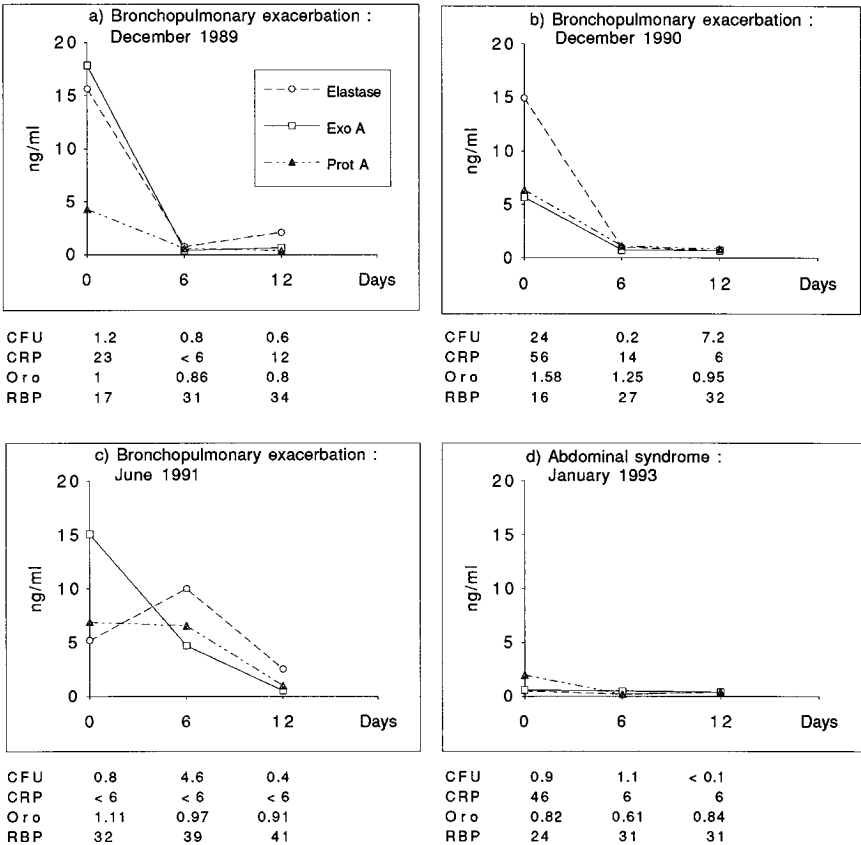 a) Bronchopulmonary exacerbation :
December 1989
20
15
10
5
0
ng/ml
Elastase
Exo A
Prot A
0 6 12 Days
CFU 1.2 0.8 0.6
CRP 23 < 6 12
Oro 1 0.86 0.8
RBP 17 31 34
b) Bronchopulmonary exacerbation :
December 1990
20
15
10
5
0
ng/ml
0 6 12 Days
CFU 24 0.2 7.2
CRP 56 14 6
Oro 1.58 1.25 0.95
RBP 16 27 32
c) Bronchopulmonary exacerbation :
June 1991
20
15
10
5
0
ng/ml
0 6 12 Days
CFU 0.8 4.6 0.4
CRP < 6 < 6 < 6
Oro 1.11 0.97 0.91
RBP 32 39 41
d) Abdominal syndrome :
January 1993
20
15
10
5
0
ng/ml
0 6 12 Days
CFU 0.9 1.1 < 0.1
CRP 46 6 6
Oro 0.82 0.61 0.84
RBP 24 31 31